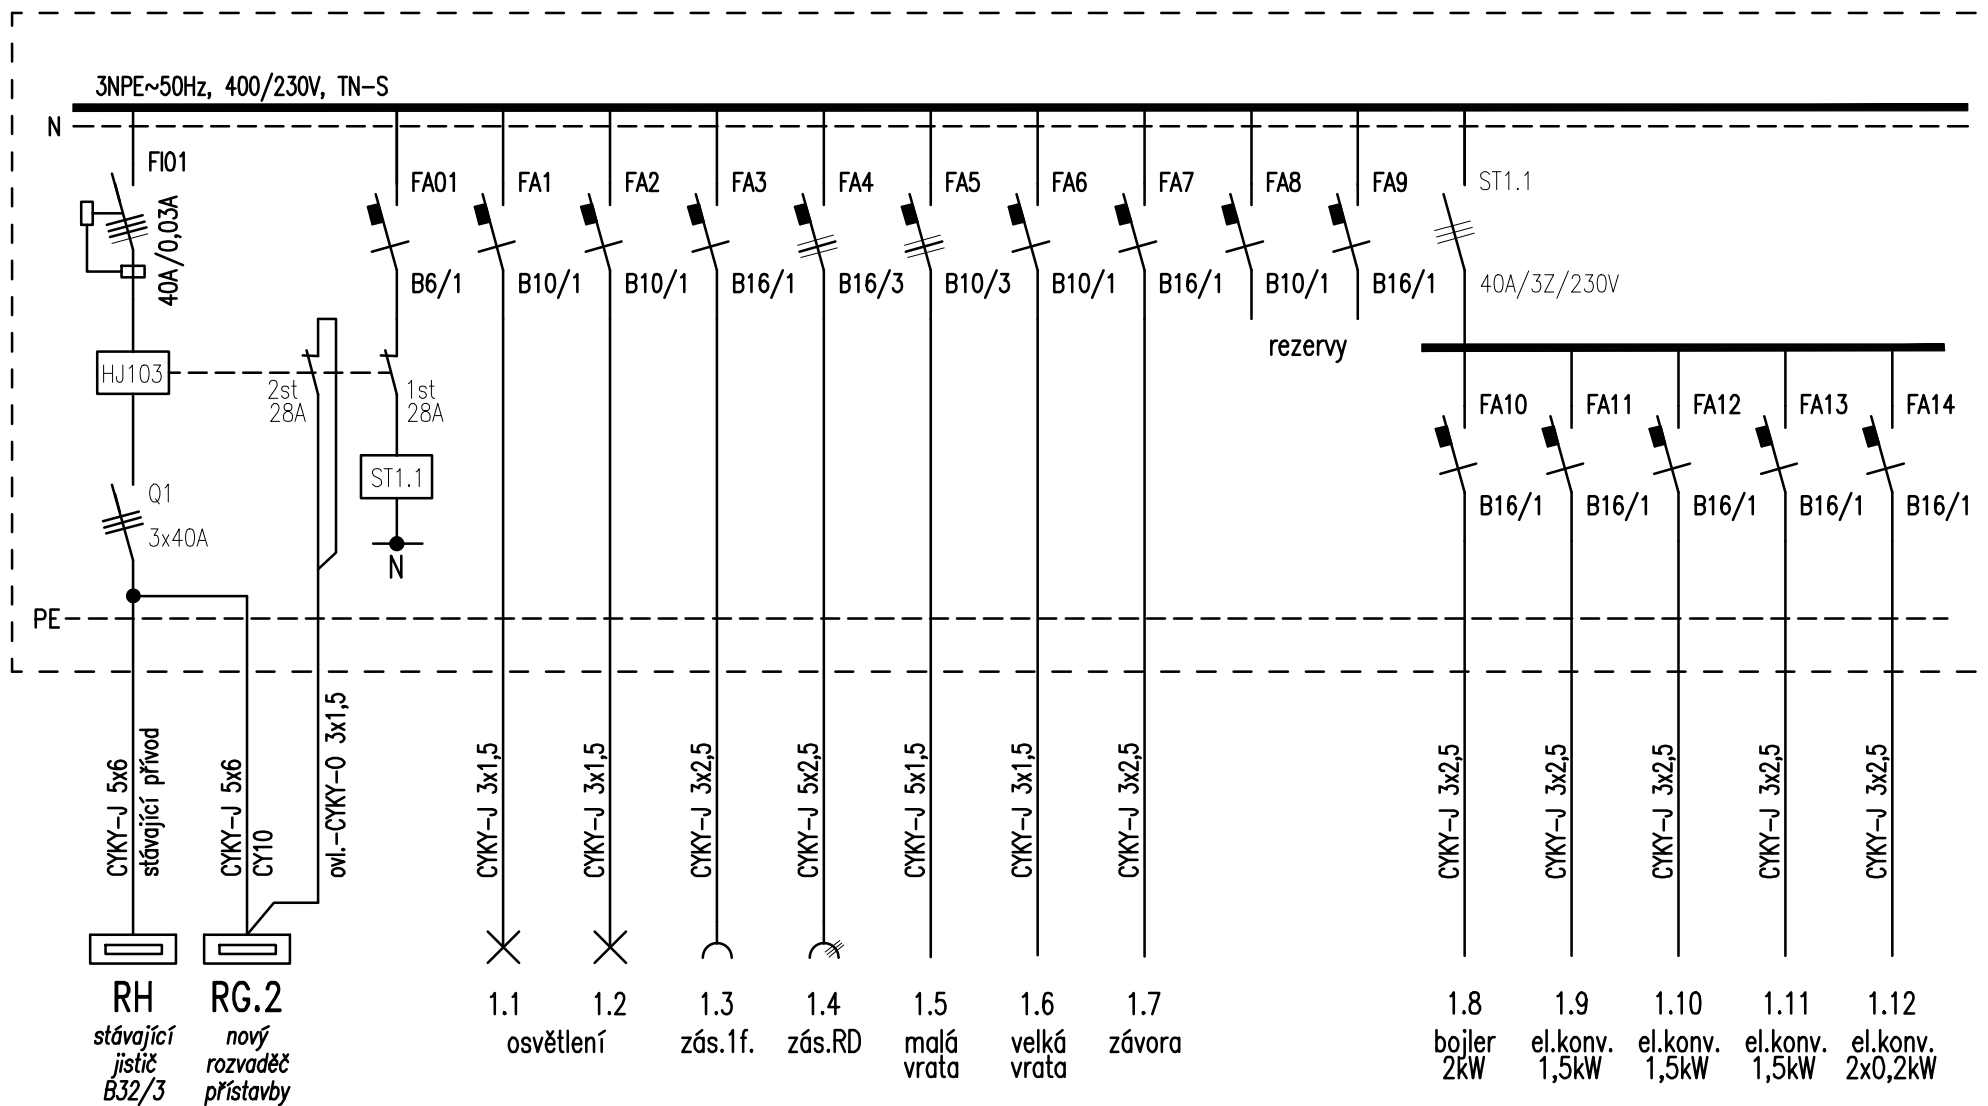 3NPE~50Hz, 400/230V, TN-S
N
FI01
40A/0,03A
HJ103
2st
28A
1st
28A
ST1.1
N
Q1
3x40A
PE
FA01
B6/1
FA1
B10/1
FA2
B10/1
FA3
B16/1
FA4
B16/3
FA5
B10/3
FA6
B10/1
FA7
B16/1
FA8
B10/1
FA9
B16/1
rezervy
ST1.1
40A/3Z/230V
FA10
B16/1
FA11
B16/1
FA12
B16/1
FA13
B16/1
FA14
B16/1
CYKY-J 5x6
stávající přívod
CYKY-J 5x6
CY10
ovl.-CYKY-O 3x1,5
CYKY-J 3x1,5
CYKY-J 3x1,5
CYKY-J 3x2,5
CYKY-J 5x2,5
CYKY-J 5x1,5
CYKY-J 3x1,5
CYKY-J 3x2,5
CYKY-J 3x2,5
CYKY-J 3x2,5
CYKY-J 3x2,5
CYKY-J 3x2,5
CYKY-J 3x2,5
RH
stávající
jistič
B32/3
RG.2
nový
rozvaděč
přístavby
1.1
1.2
osvětlení
1.3
zás.1f.
1.4
zás.RD
1.5
malá
vrata
1.6
velká
vrata
1.7
závora
1.8
bojler
2kW
1.9
el.konv.
1,5kW
1.10
el.konv.
1,5kW
1.11
el.konv.
1,5kW
1.12
el.konv.
2x0,2kW